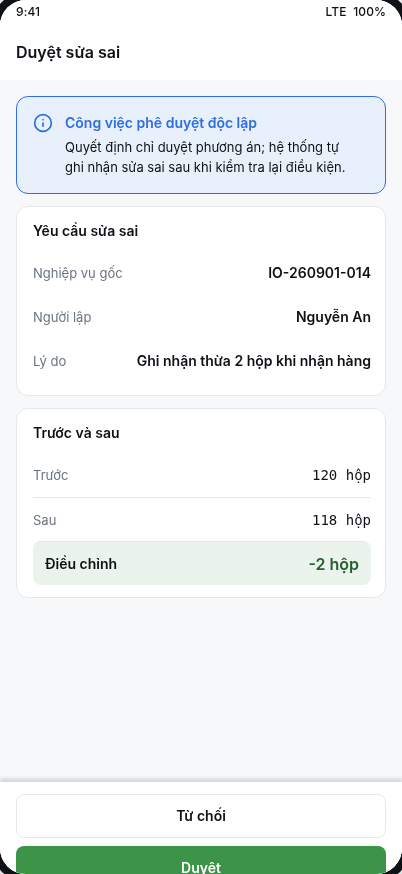 9:41
LTE 100%
Duyệt sửa sai
Công việc phê duyệt độc lập
Quyết định chỉ duyệt phương án; hệ thống tự
ghi nhận sửa sai sau khi kiểm tra lại điều kiện.
Yêu cầu sửa sai
Nghiệp vụ gốc IO-260901-014
Người lập Nguyễn An
Lý do Ghi nhận thừa 2 hộp khi nhận hàng
Trước và sau
Trước 120 hộp
Sau 118 hộp
Điều chỉnh -2 hộp
Từ chối
Duyệt